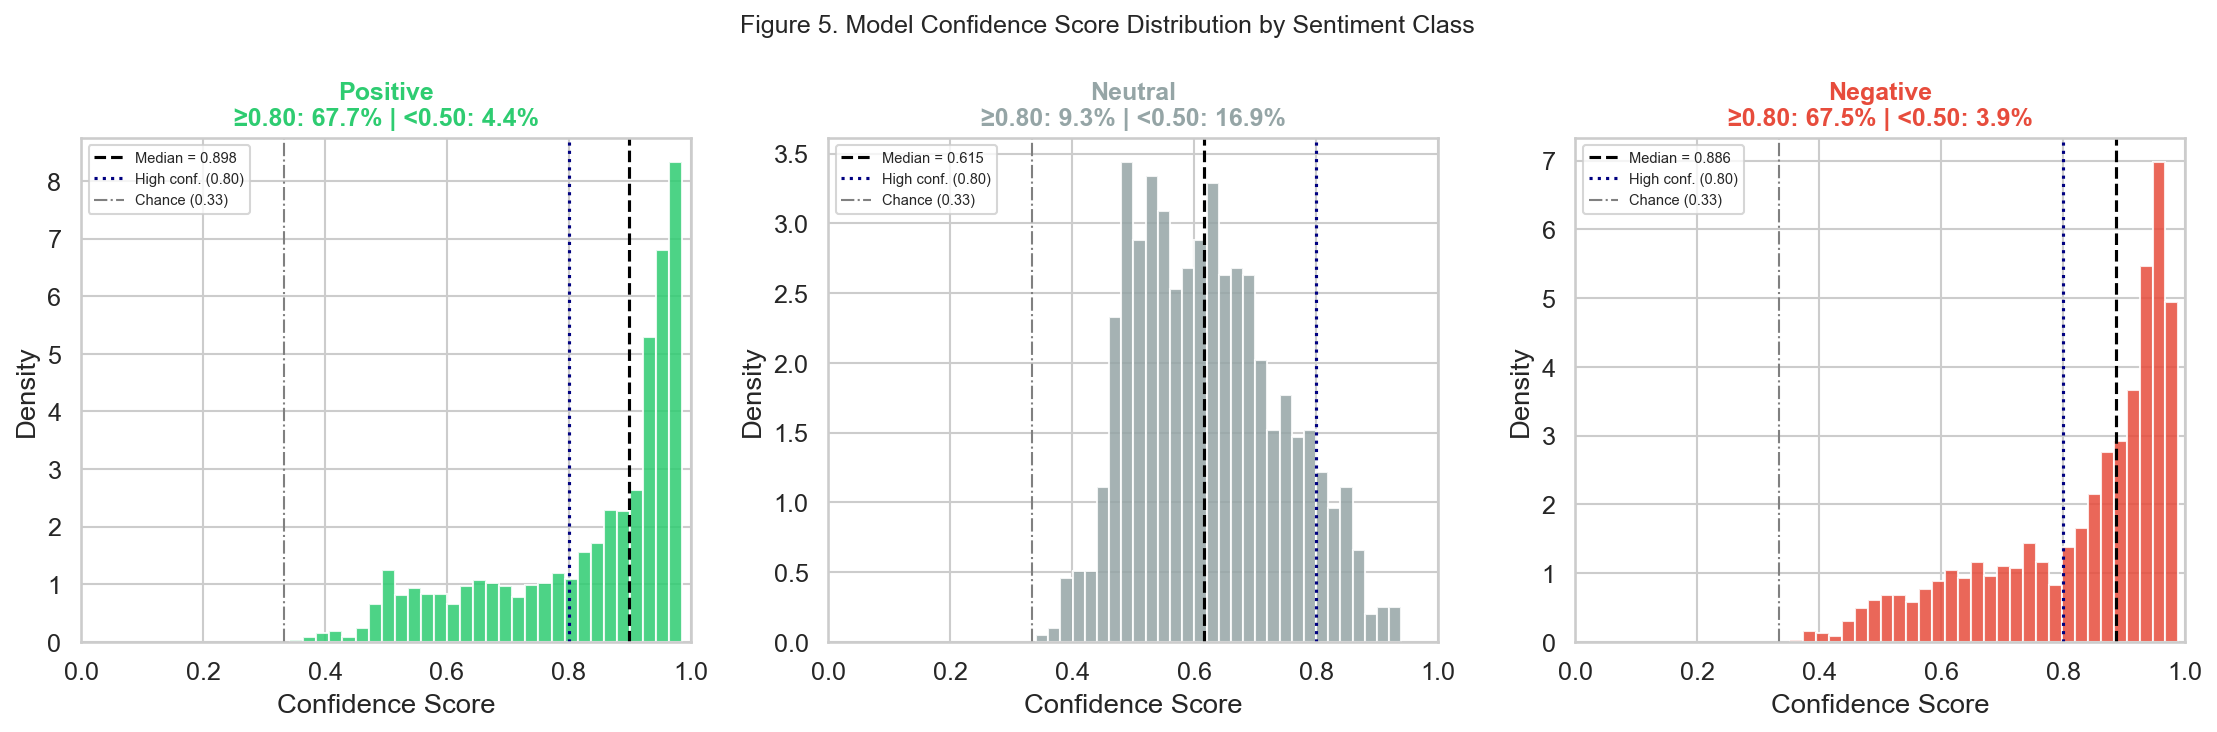 Figure 5. Model Confidence Score Distribution by Sentiment Class
Positive
≥0.80: 67.7% | <0.50: 4.4%
Median = 0.898
High conf. (0.80)
Chance (0.33)
8
7
6
5
4
3
2
1
0
Density
0.0 0.2 0.4 0.6 0.8 1.0
Confidence Score
Neutral
≥0.80: 9.3% | <0.50: 16.9%
Median = 0.615
High conf. (0.80)
Chance (0.33)
3.5
3.0
2.5
2.0
1.5
1.0
0.5
0.0
Density
0.0 0.2 0.4 0.6 0.8 1.0
Confidence Score
Negative
≥0.80: 67.5% | <0.50: 3.9%
Median = 0.886
High conf. (0.80)
Chance (0.33)
7
6
5
4
3
2
1
0
Density
0.0 0.2 0.4 0.6 0.8 1.0
Confidence Score